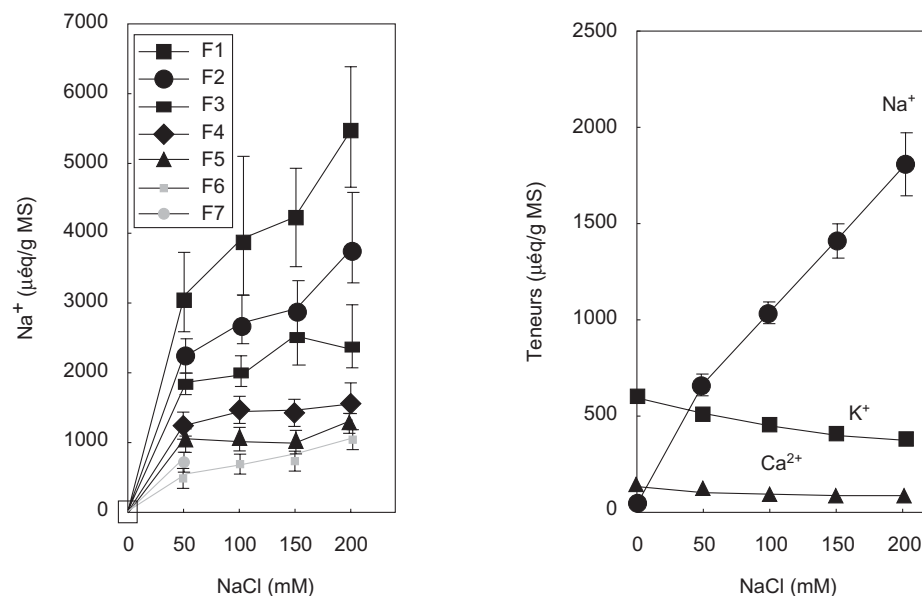 7000
6000
5000
4000
3000
2000
1000
0
Na⁺ (µéq/g MS)
F1
F2
F3
F4
F5
F6
F7
0 50 100 150 200
NaCl (mM)
2500
2000
1500
1000
500
0
Teneurs (µéq/g MS)
Na⁺
K⁺
Ca²⁺
0 50 100 150 200
NaCl (mM)